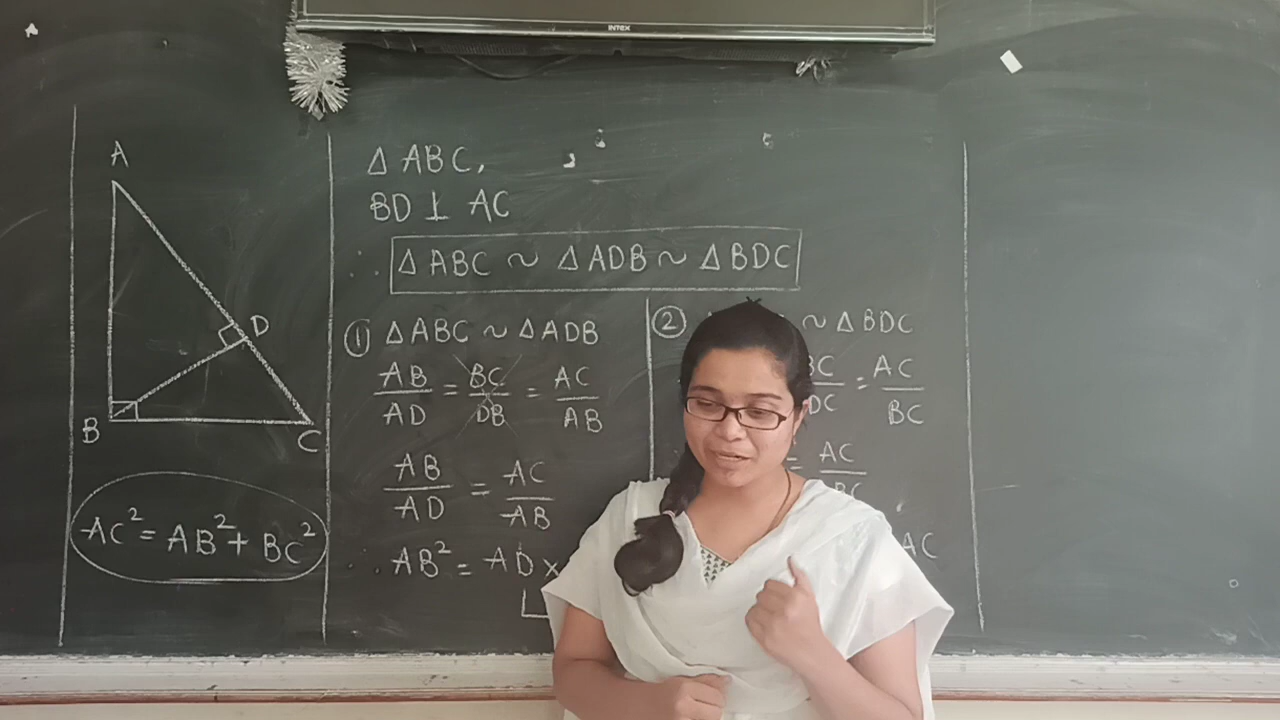 INTEX
A
D
B
C
AC² = AB² + BC²
Δ ABC,
BD ⊥ AC
∴ Δ ABC ~ Δ ADB ~ Δ BDC
① Δ ABC ~ Δ ADB
AB/AD = BC/DB = AC/AB
AB/AD = AC/AB
∴ AB² = AD ×
② ~ Δ BDC
= AC/BC
= AC
AC